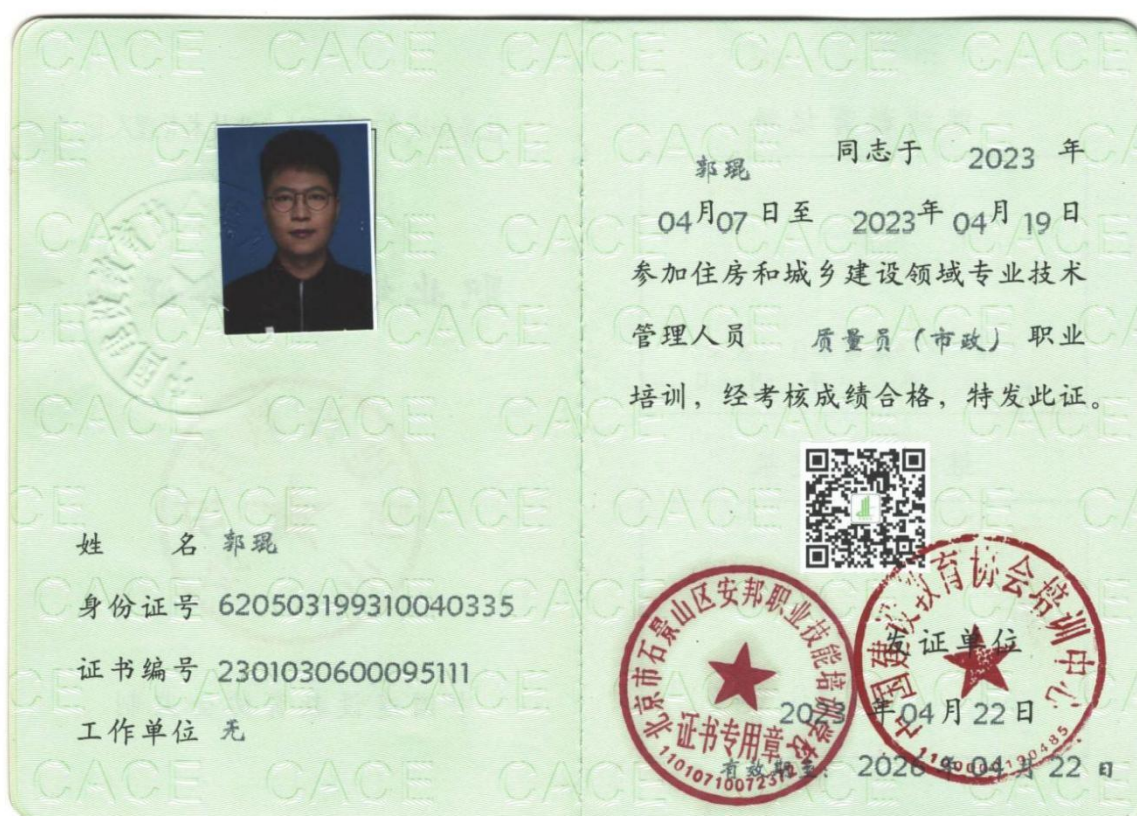 姓 名 郭琨
身份证号 620503199310040335
证书编号 2301030600095111
工作单位 无
郭琨 同志于 2023 年
04月07日至 2023年 04月 19日
参加住房和城乡建设领域专业技术
管理人员 质量员（市政）职业
培训，经考核成绩合格，特发此证。
北京市石景山区安邦职业技能培训学校
证书专用章
中国建设教育协会培训中心
发证单位
2023 年 04月 22日
有效期至：2026 年 04月 22日
CACE